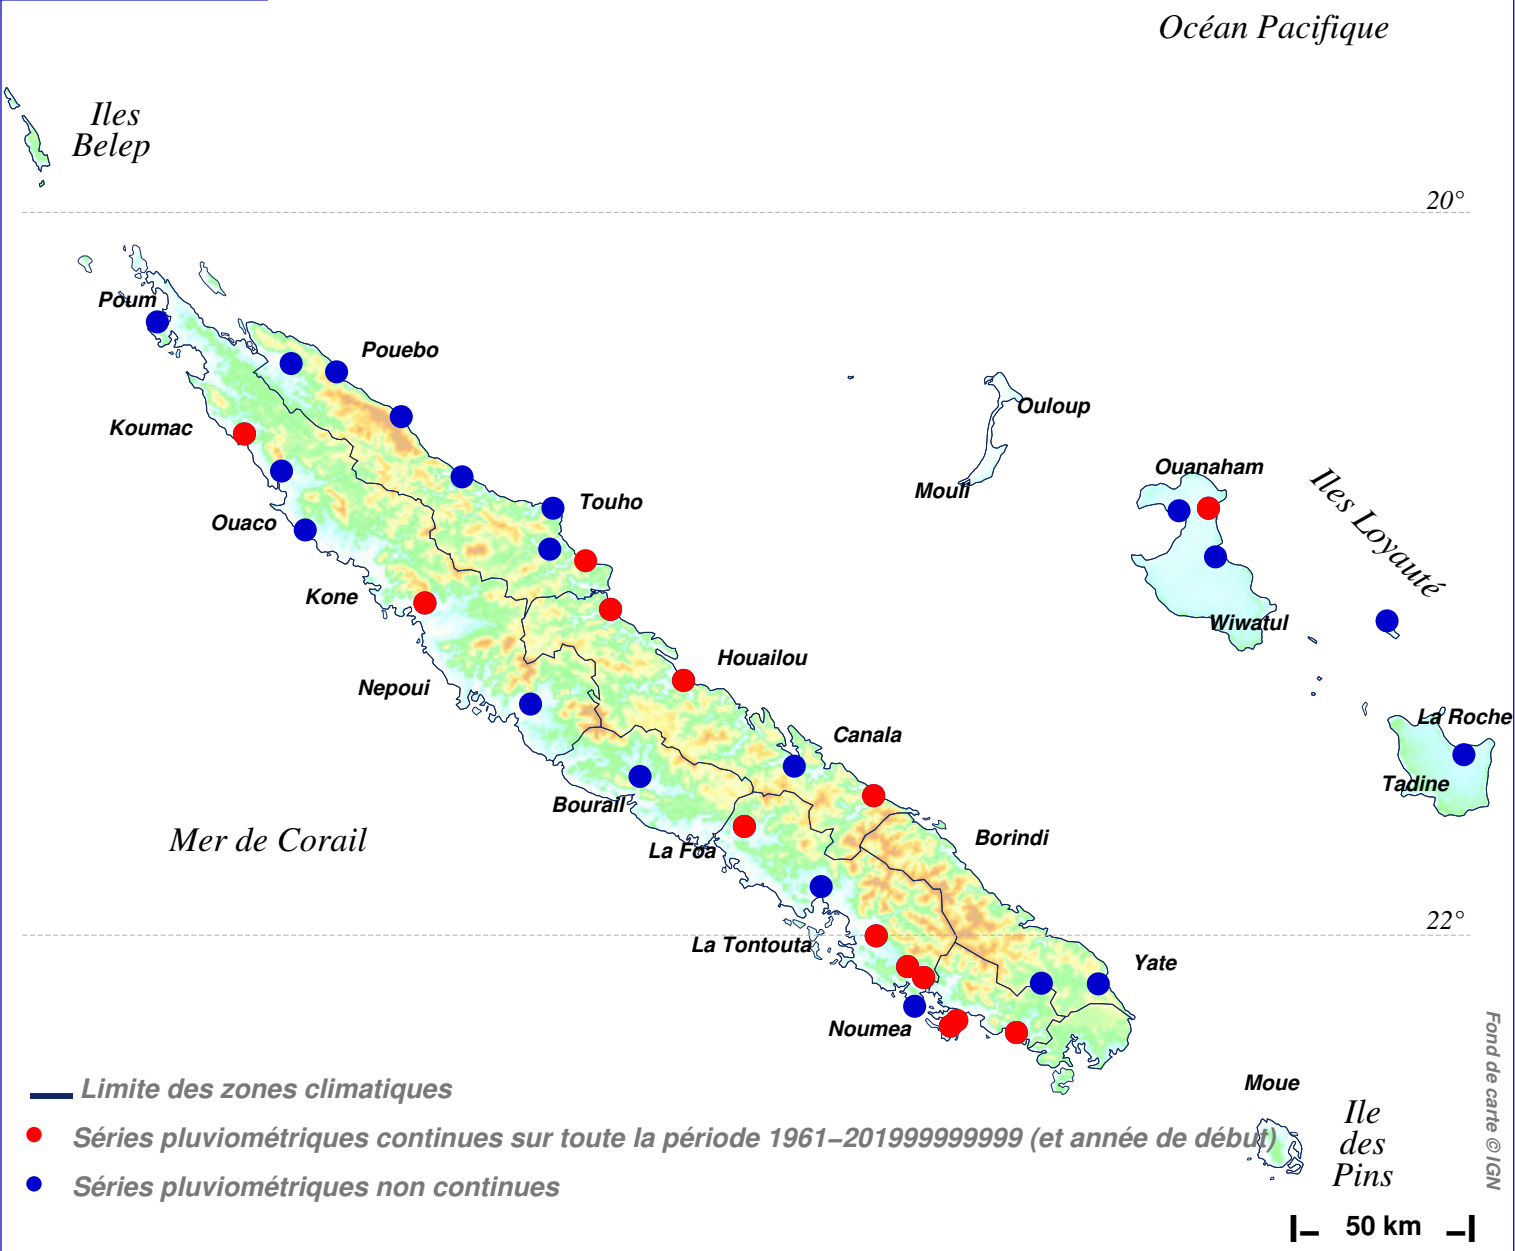 Océan Pacifique
Iles
Belep
20°
Poum
Pouebo
Ouloup
Koumac
Ouanaham
Iles Loyauté
Mouli
Touho
Ouaco
Kone
Wiwatul
Houailou
Nepoui
La Roche
Canala
Tadine
Bourail
Mer de Corail
Borindi
La Foa
22°
La Tontouta
Yate
Noumea
Fond de carte © IGN
Moue
Limite des zones climatiques
Ile
des
Pins
Séries pluviométriques continues sur toute la période 1961–201999999999 (et année de début)
Séries pluviométriques non continues
50 km